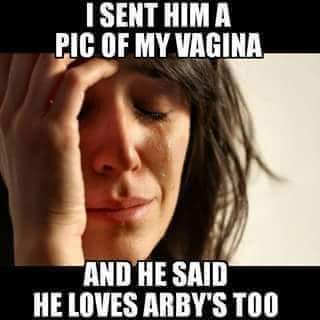 I SENT HIM A
PIC OF MY VAGINA
AND HE SAID
HE LOVES ARBY'S TOO